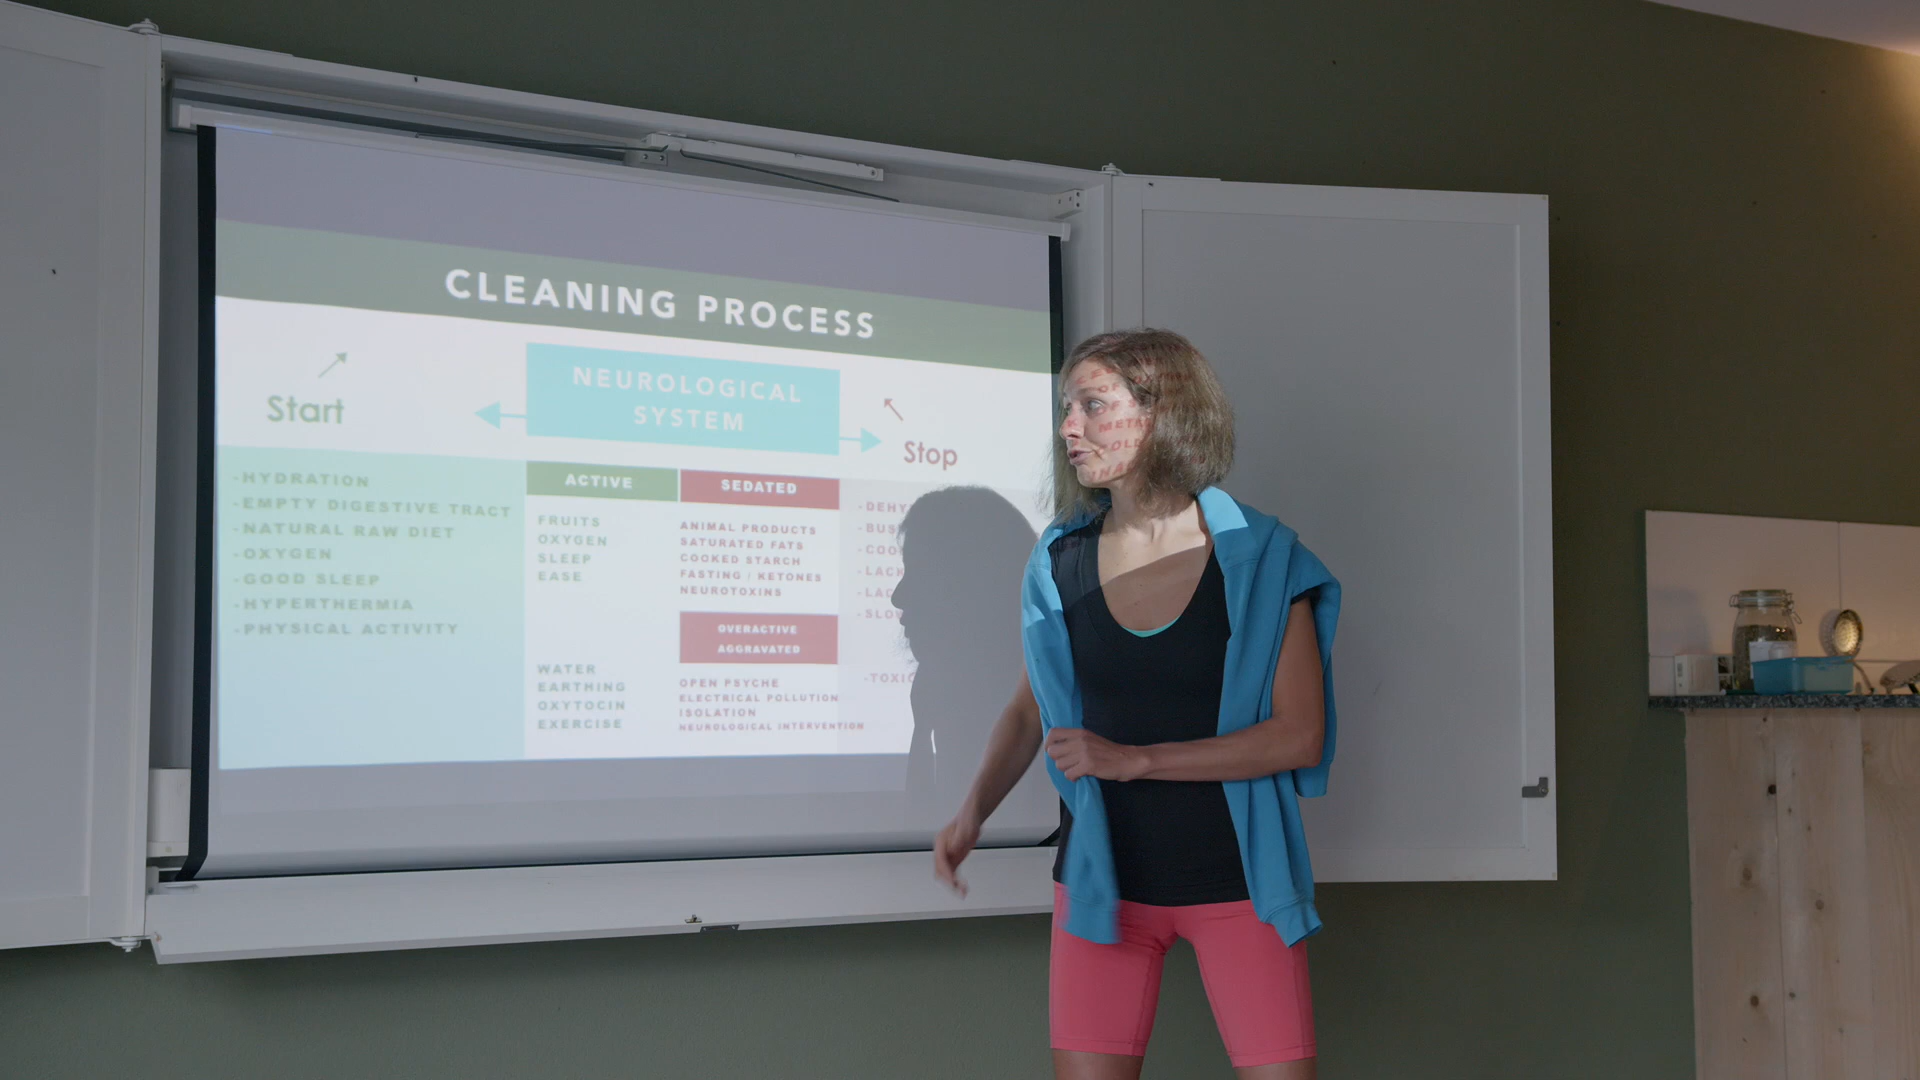 CLEANING PROCESS
Start
NEUROLOGICAL
SYSTEM
Stop
-HYDRATION
-EMPTY DIGESTIVE TRACT
-NATURAL RAW DIET
-OXYGEN
-GOOD SLEEP
-HYPERTHERMIA
-PHYSICAL ACTIVITY
ACTIVE
FRUITS
OXYGEN
SLEEP
EASE
WATER
EARTHING
OXYTOCIN
EXERCISE
SEDATED
ANIMAL PRODUCTS
SATURATED FATS
COOKED STARCH
FASTING / KETONES
NEUROTOXINS
OVERACTIVE
AGGRAVATED
OPEN PSYCHE
ELECTRICAL POLLUTION
ISOLATION
NEUROLOGICAL INTERVENTION